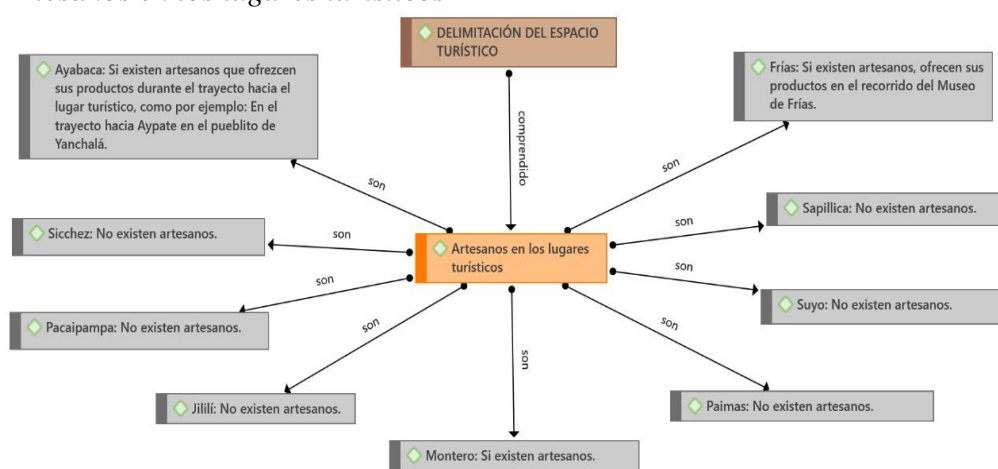 DELIMITACIÓN DEL ESPACIO
TURÍSTICO
Ayabaca: Si existen artesanos que ofrezcen
sus productos durante el trayecto hacia el
lugar turístico, como por ejemplo: En el
trayecto hacia Aypate en el pueblito de
Yanchalá.
Frías: Si existen artesanos, ofrecen sus
productos en el recorrido del Museo
de Frías.
comprendido
son
son
Sicchez: No existen artesanos.
son
Artesanos en los lugares
turísticos
son
Sapillica: No existen artesanos.
son
Pacaipampa: No existen artesanos.
son
Suyo: No existen artesanos.
son
Jililí: No existen artesanos.
son
Montero: Si existen artesanos.
son
Paimas: No existen artesanos.